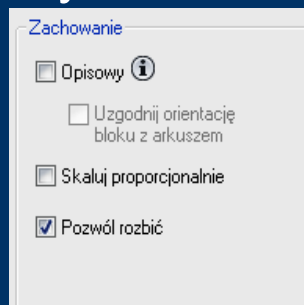 Zachowanie
Opisowy
Uzgodnij orientację
bloku z arkuszem
Skaluj proporcjonalnie
Pozwól rozbić